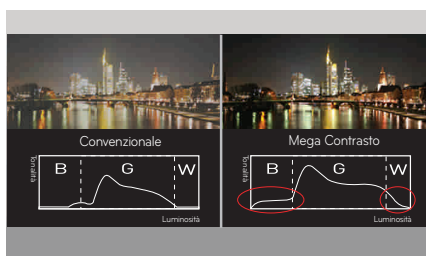 Convenzionale
Tonalità
B G W
Luminosità
Mega Contrasto
Tonalità
B G W
Luminosità